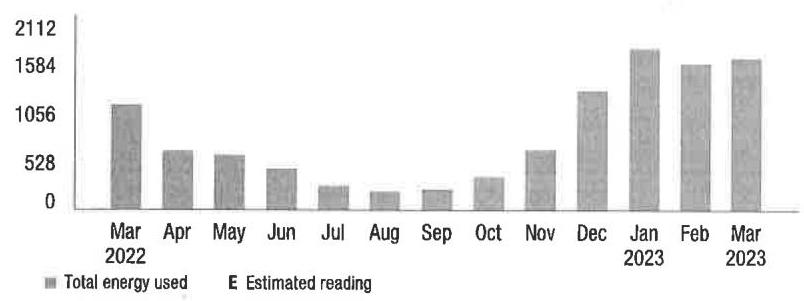 2112
1584
1056
528
0
Mar Apr May Jun Jul Aug Sep Oct Nov Dec Jan Feb Mar
2022 2023 2023
Total energy used E Estimated reading